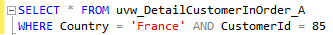 SELECT * FROM uvw_DetailCustomerInOrder_A
WHERE Country = 'France' AND CustomerId = 85